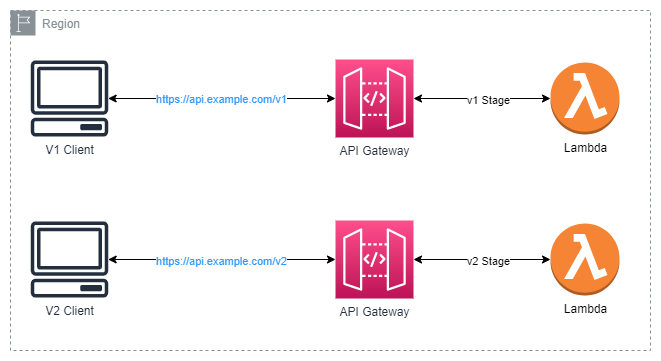 Region
https://api.example.com/v1
v1 Stage
V1 Client
API Gateway
Lambda
https://api.example.com/v2
v2 Stage
V2 Client
API Gateway
Lambda